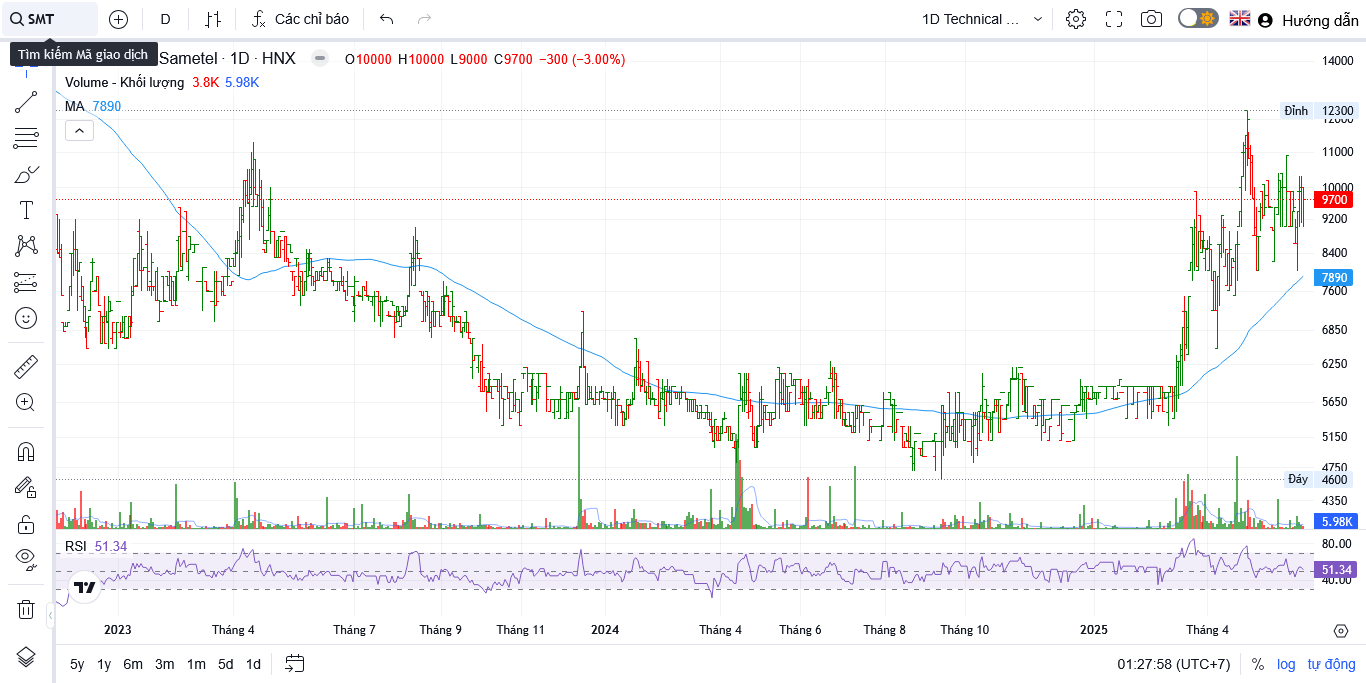 SMT
D
Các chỉ báo
1D Technical ...
Hướng dẫn
Tìm kiếm Mã giao dịch
Sametel · 1D · HNX
O10000 H10000 L9000 C9700 −300 (−3.00%)
Volume - Khối lượng 3.8K 5.98K
MA 7890
14000
Đỉnh 12300
12000
11000
10000
9700
9200
8400
7890
7600
6850
6250
5650
5150
4750
Đáy 4600
4350
5.98K
RSI 51.34
80.00
51.34
40.00
2023 Tháng 4 Tháng 7 Tháng 9 Tháng 11 2024 Tháng 4 Tháng 6 Tháng 8 Tháng 10 2025 Tháng 4
5y 1y 6m 3m 1m 5d 1d
01:27:58 (UTC+7) % log tự động